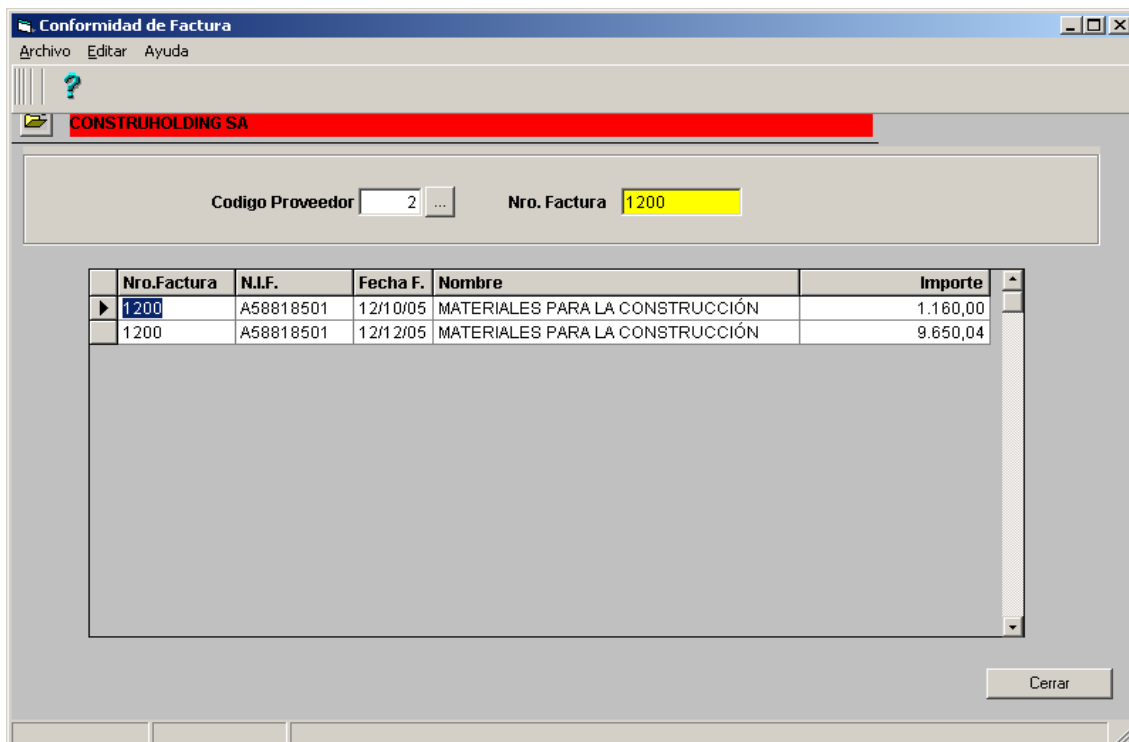 Conformidad de Factura
Archivo Editar Ayuda
?
CONSTRUHOLDING SA
Codigo Proveedor 2 ... Nro. Factura 1200
Nro.Factura N.I.F. Fecha F. Nombre Importe
1200 A58818501 12/10/05 MATERIALES PARA LA CONSTRUCCIÓN 1.160,00
1200 A58818501 12/12/05 MATERIALES PARA LA CONSTRUCCIÓN 9.650,04
Cerrar